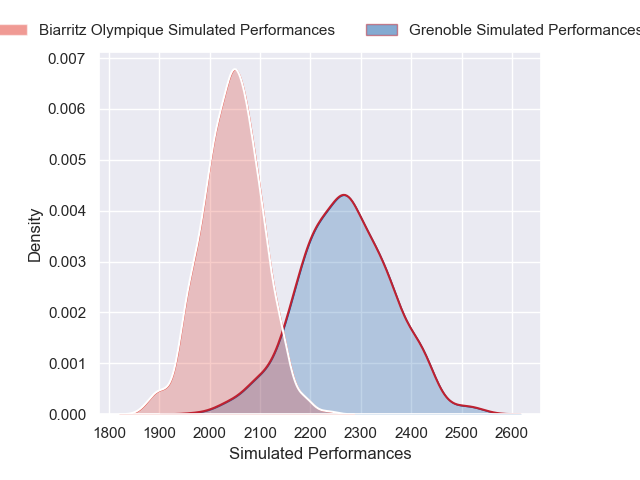 Biarritz Olympique Simulated Performances
Grenoble Simulated Performances
0.007
0.006
0.005
0.004
0.003
0.002
0.001
0.000
Density
1800 1900 2000 2100 2200 2300 2400 2500 2600
Simulated Performances